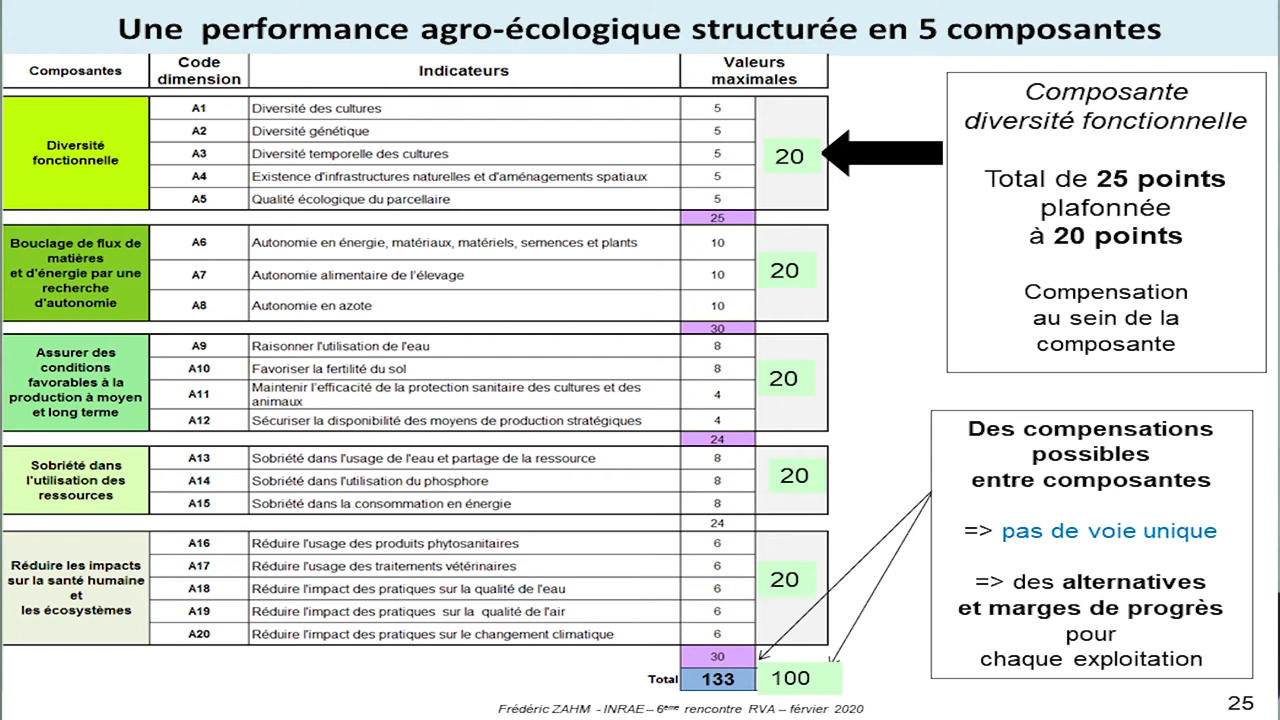 Une performance agro-écologique structurée en 5 composantes
Composantes
Code
dimension
Indicateurs
Valeurs
maximales
Diversité
fonctionnelle
A1 Diversité des cultures 5
A2 Diversité génétique 5
A3 Diversité temporelle des cultures 5
A4 Existence d'infrastructures naturelles et d'aménagements spatiaux 5
A5 Qualité écologique du parcellaire 5
20
25
Bouclage de flux de
matières
et d'énergie par une
recherche
d'autonomie
A6 Autonomie en énergie, matériaux, matériels, semences et plants 10
A7 Autonomie alimentaire de l'élevage 10
A8 Autonomie en azote 10
20
30
Assurer des
conditions
favorables à la
production à moyen
et long terme
A9 Raisonner l'utilisation de l'eau 8
A10 Favoriser la fertilité du sol 8
A11 Maintenir l'efficacité de la protection sanitaire des cultures et des
animaux 4
A12 Sécuriser la disponibilité des moyens de production stratégiques 4
20
24
Sobriété dans
l'utilisation des
ressources
A13 Sobriété dans l'usage de l'eau et partage de la ressource 8
A14 Sobriété dans l'utilisation du phosphore 8
A15 Sobriété dans la consommation en énergie 8
20
24
Réduire les impacts
sur la santé humaine
et
les écosystèmes
A16 Réduire l'usage des produits phytosanitaires 6
A17 Réduire l'usage des traitements vétérinaires 6
A18 Réduire l'impact des pratiques sur la qualité de l'eau 6
A19 Réduire l'impact des pratiques sur la qualité de l'air 6
A20 Réduire l'impact des pratiques sur le changement climatique 6
20
30
Total 133 100
Composante
diversité fonctionnelle
Total de 25 points
plafonnée
à 20 points
Compensation
au sein de la
composante
Des compensations
possibles
entre composantes
=> pas de voie unique
=> des alternatives
et marges de progrès
pour
chaque exploitation
Frédéric ZAHM - INRAE – 6ème rencontre RVA – férvier 2020
25